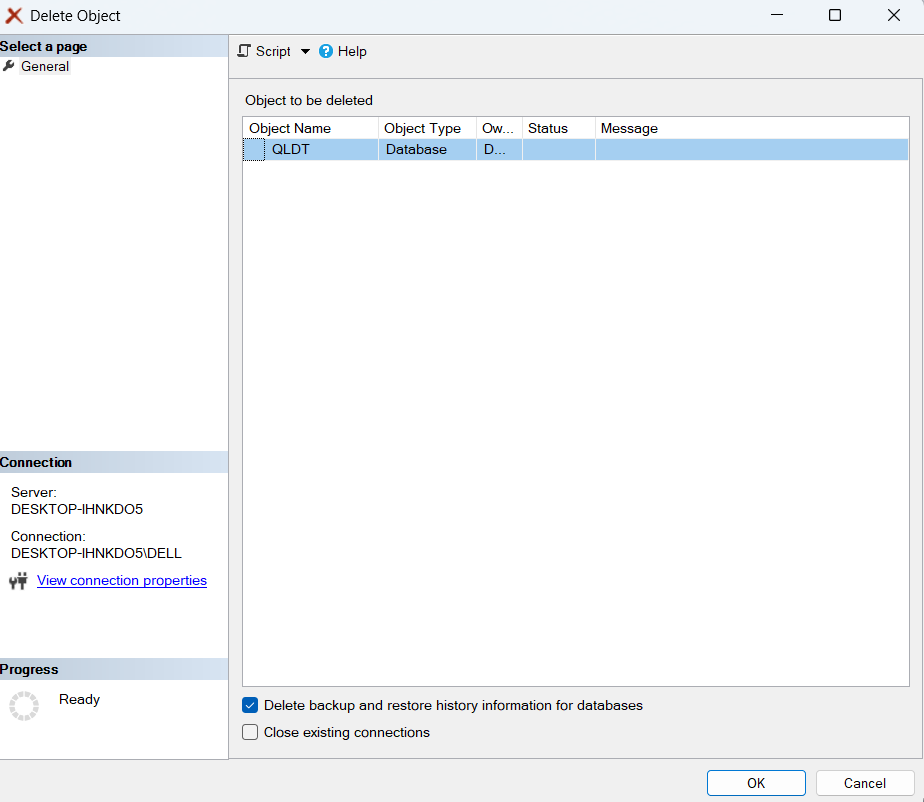 Delete Object
Select a page
General
Script Help
Object to be deleted
Object Name Object Type Ow... Status Message
QLDT Database D...
Connection
Server:
DESKTOP-IHNKDO5
Connection:
DESKTOP-IHNKDO5\DELL
View connection properties
Progress
Ready
Delete backup and restore history information for databases
Close existing connections
OK Cancel